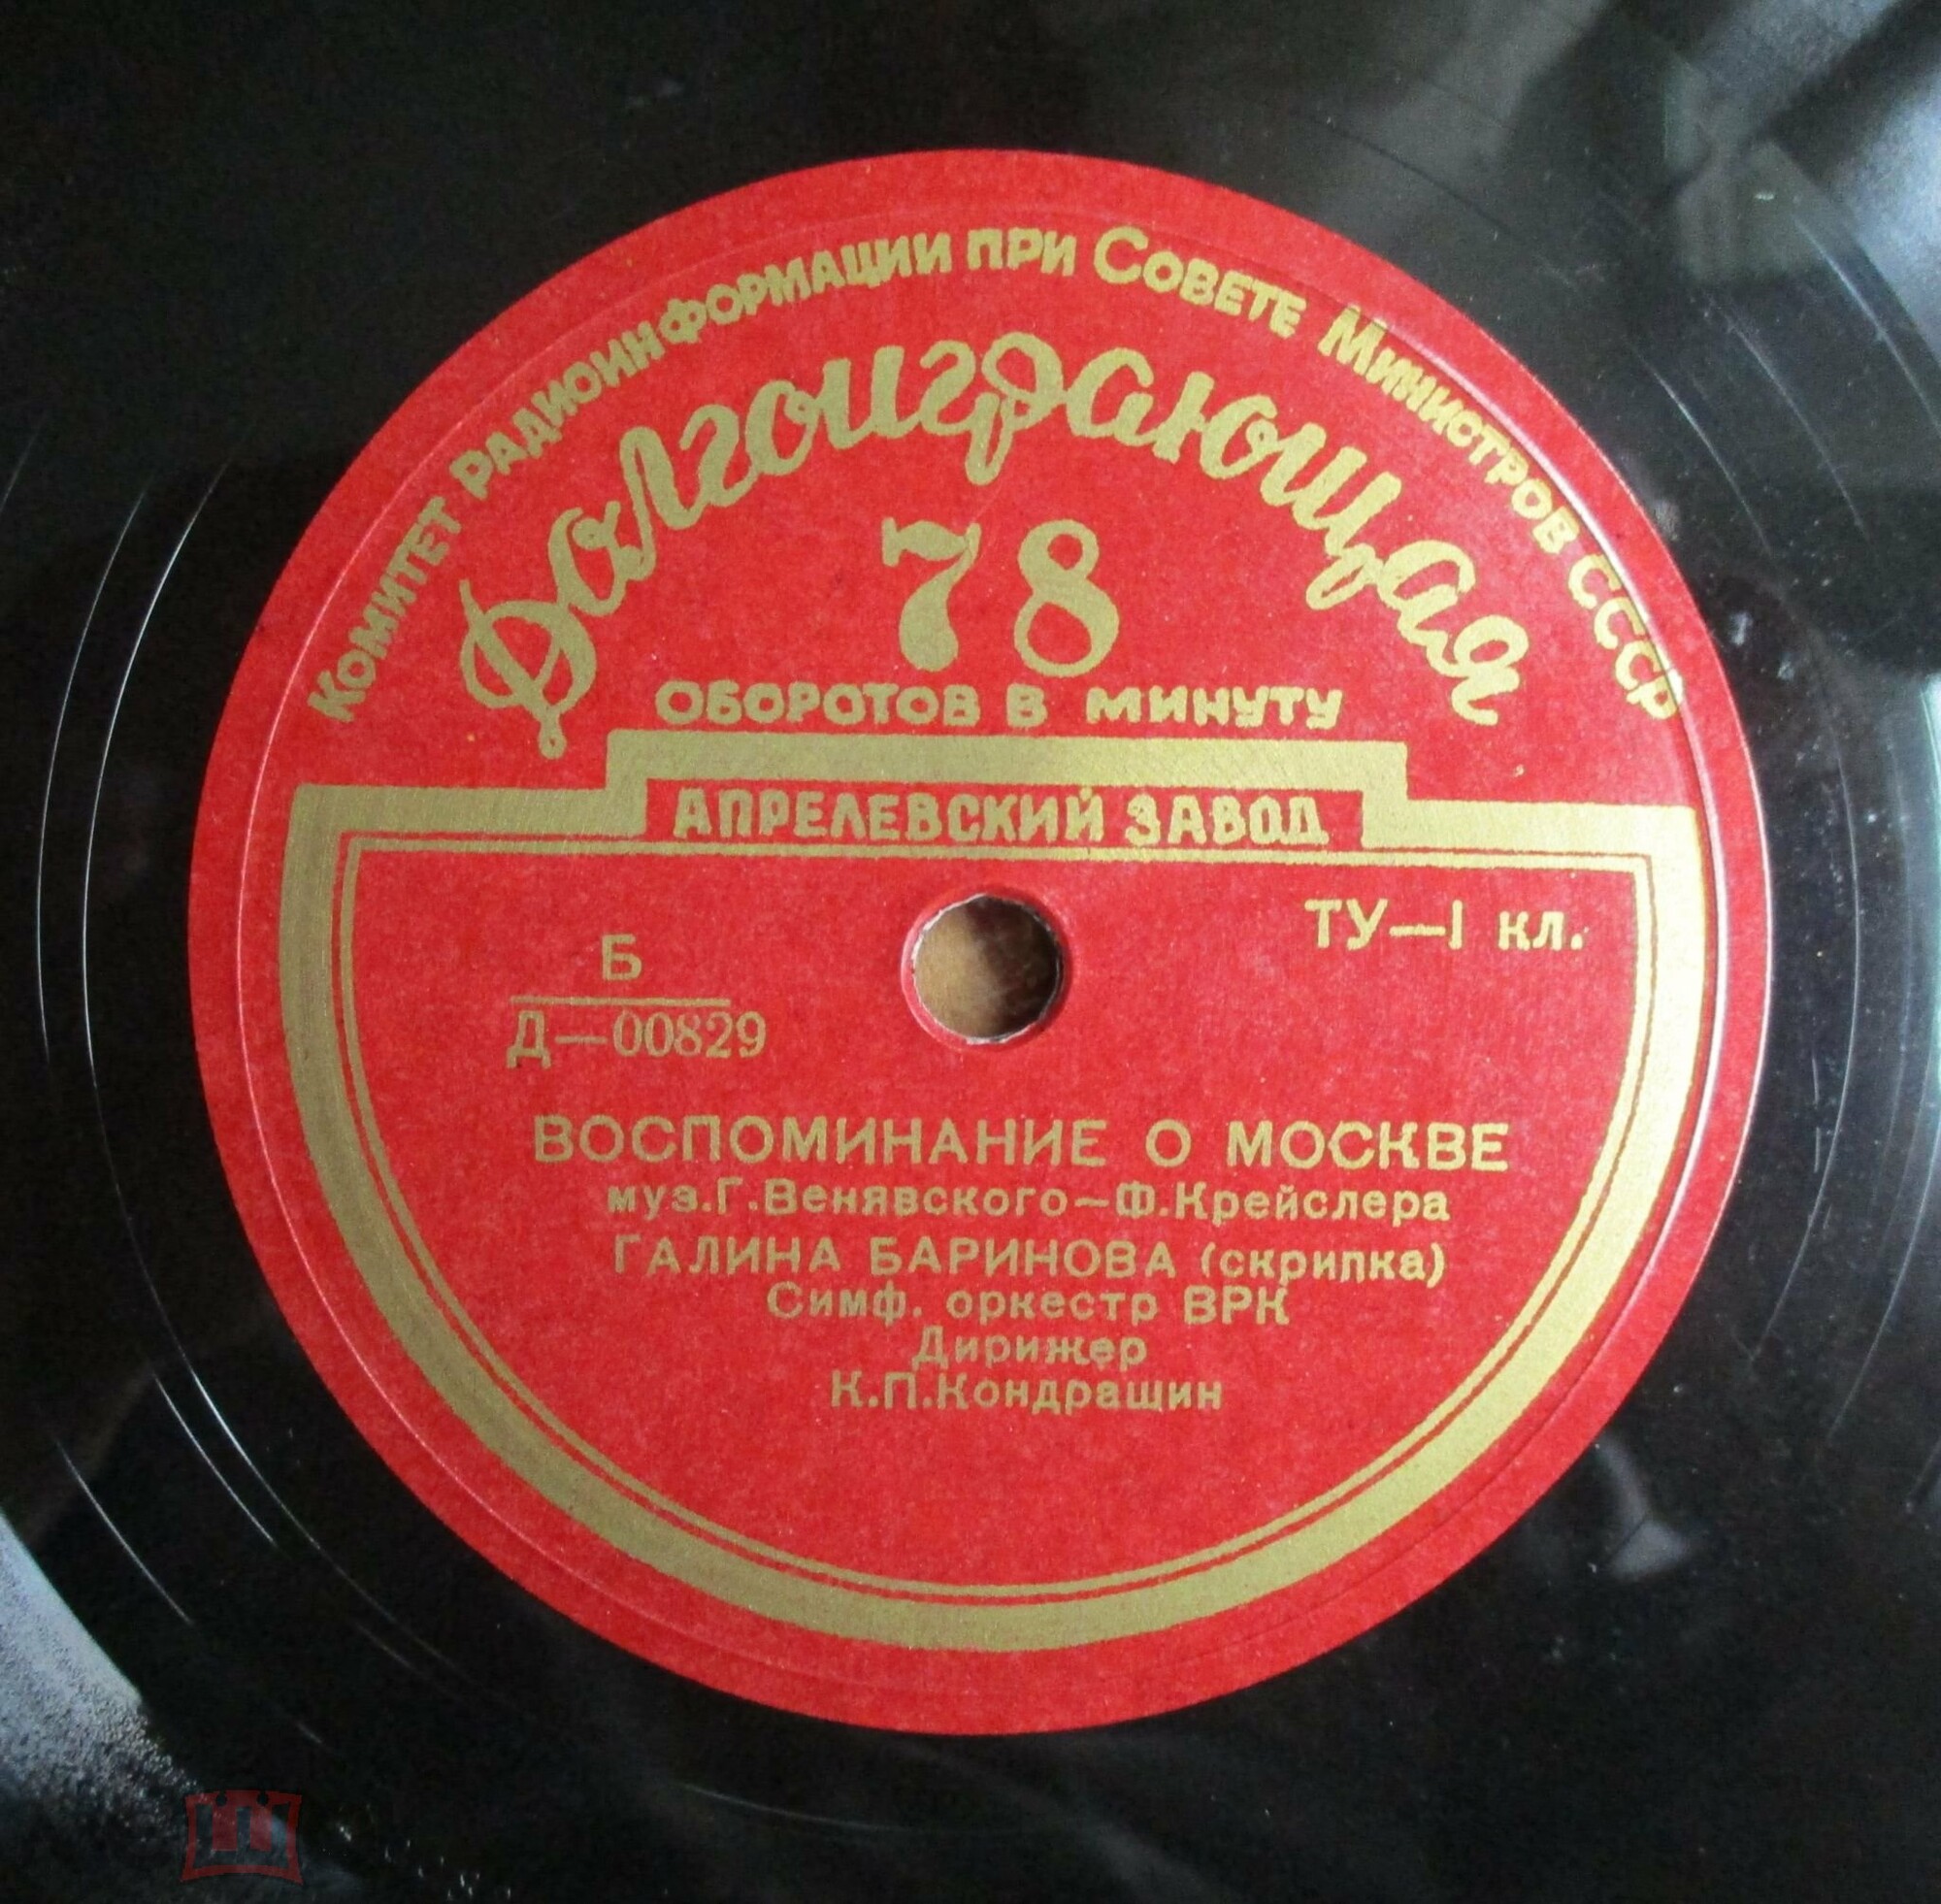 Комитет радиоинформации при Совете Министров СССР
Долгоиграющая
78
ОБОРОТОВ В МИНУТУ
АПРЕЛЕВСКИЙ ЗАВОД
ТУ—I кл.
Б
Д—00829
ВОСПОМИНАНИЕ О МОСКВЕ
муз.Г.Венявского—Ф.Крейслера
ГАЛИНА БАРИНОВА (скрипка)
Симф. оркестр ВРК
Дирижер
К.П.Кондрашин